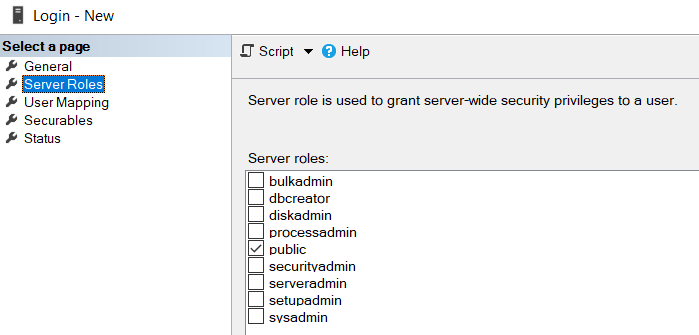 Login - New
Select a page
General
Server Roles
User Mapping
Securables
Status
Script Help
Server role is used to grant server-wide security privileges to a user.
Server roles:
bulkadmin
dbcreator
diskadmin
processadmin
public
securityadmin
serveradmin
setupadmin
sysadmin